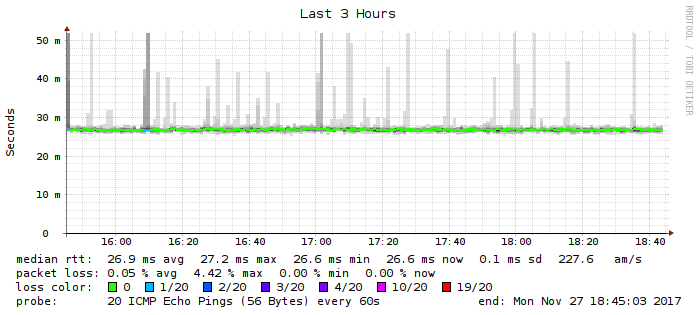 Last 3 Hours
RRDTOOL / TOBI OETIKER
Seconds
50 m
40 m
30 m
20 m
10 m
0
16:00 16:20 16:40 17:00 17:20 17:40 18:00 18:20 18:40
median rtt: 26.9 ms avg 27.2 ms max 26.6 ms min 26.6 ms now 0.1 ms sd 227.6 am/s
packet loss: 0.05 % avg 4.42 % max 0.00 % min 0.00 % now
loss color: 0 1/20 2/20 3/20 4/20 10/20 19/20
probe: 20 ICMP Echo Pings (56 Bytes) every 60s end: Mon Nov 27 18:45:03 2017